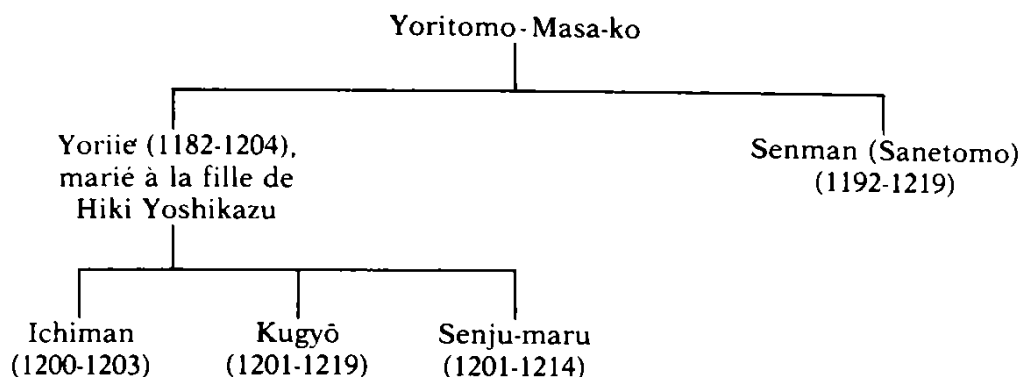 Yoritomo-Masa-ko
Yoriie (1182-1204),
marié à la fille de
Hiki Yoshikazu
Senman (Sanetomo)
(1192-1219)
Ichiman
(1200-1203)
Kugyō
(1201-1219)
Senju-maru
(1201-1214)